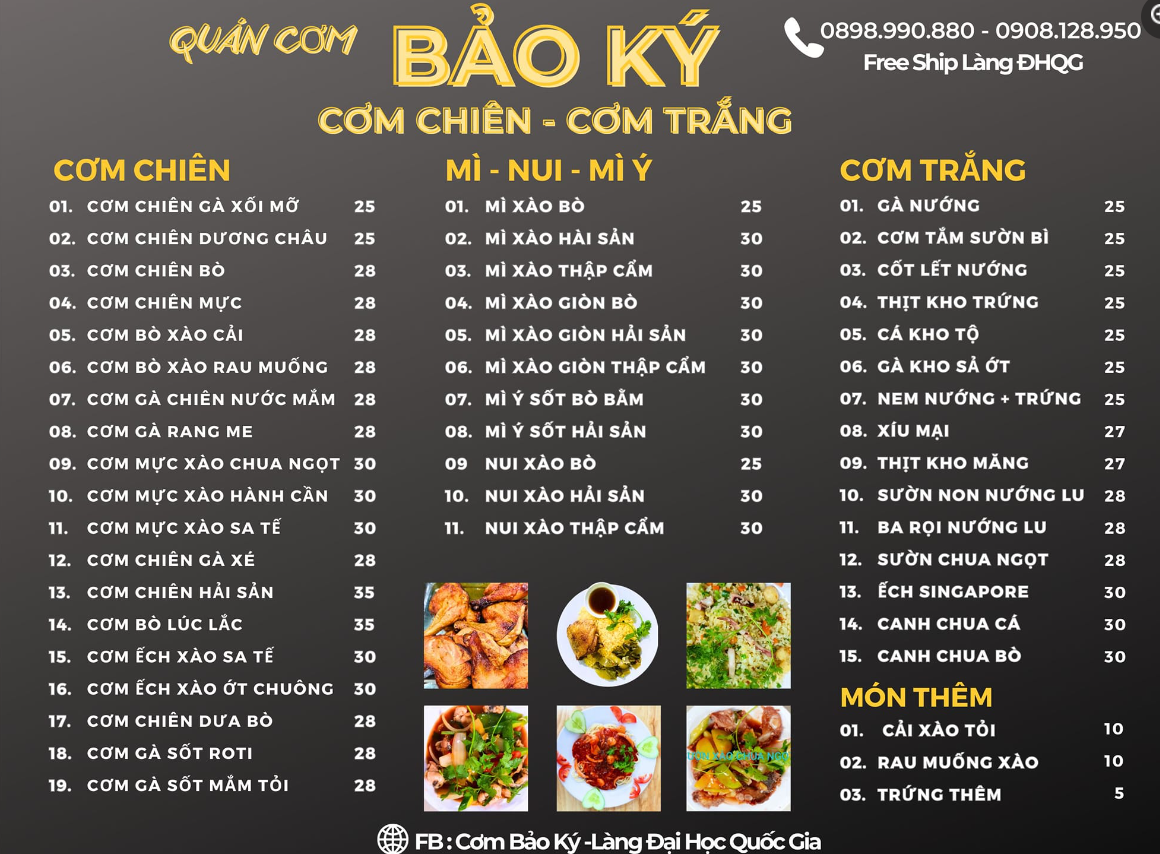 QUÁN CƠM
BẢO KÝ
0898.990.880 - 0908.128.950
Free Ship Làng ĐHQG
CƠM CHIÊN - CƠM TRẮNG
CƠM CHIÊN
01. CƠM CHIÊN GÀ XỐI MỠ 25
02. CƠM CHIÊN DƯƠNG CHÂU 25
03. CƠM CHIÊN BÒ 28
04. CƠM CHIÊN MỰC 28
05. CƠM BÒ XÀO CẢI 28
06. CƠM BÒ XÀO RAU MUỐNG 28
07. CƠM GÀ CHIÊN NƯỚC MẮM 28
08. CƠM GÀ RANG ME 28
09. CƠM MỰC XÀO CHUA NGỌT 30
10. CƠM MỰC XÀO HÀNH CẦN 30
11. CƠM MỰC XÀO SA TẾ 30
12. CƠM CHIÊN GÀ XÉ 28
13. CƠM CHIÊN HẢI SẢN 35
14. CƠM BÒ LÚC LẮC 35
15. CƠM ẾCH XÀO SA TẾ 30
16. CƠM ẾCH XÀO ỚT CHUÔNG 30
17. CƠM CHIÊN DƯA BÒ 28
18. CƠM GÀ SỐT ROTI 28
19. CƠM GÀ SỐT MẮM TỎI 28
MÌ - NUI - MÌ Ý
01. MÌ XÀO BÒ 25
02. MÌ XÀO HÀI SẢN 30
03. MÌ XÀO THẬP CẨM 30
04. MÌ XÀO GIÒN BÒ 30
05. MÌ XÀO GIÒN HẢI SẢN 30
06. MÌ XÀO GIÒN THẬP CẨM 30
07. MÌ Ý SỐT BÒ BẰM 30
08. MÌ Ý SỐT HẢI SẢN 30
09 NUI XÀO BÒ 25
10. NUI XÀO HẢI SẢN 30
11. NUI XÀO THẬP CẨM 30
CƠM TRẮNG
01. GÀ NƯỚNG 25
02. CƠM TẮM SƯỜN BÌ 25
03. CỐT LẾT NƯỚNG 25
04. THỊT KHO TRỨNG 25
05. CÁ KHO TỘ 25
06. GÀ KHO SẢ ỚT 25
07. NEM NƯỚNG + TRỨNG 25
08. XÍU MẠI 27
09. THỊT KHO MĂNG 27
10. SƯỜN NON NƯỚNG LU 28
11. BA RỌI NƯỚNG LU 28
12. SƯỜN CHUA NGỌT 28
13. ẾCH SINGAPORE 30
14. CANH CHUA CÁ 30
15. CANH CHUA BÒ 30
MÓN THÊM
01. CẢI XÀO TỎI 10
02. RAU MUỐNG XÀO 10
03. TRỨNG THÊM 5
FB : Cơm Bảo Ký -Làng Đại Học Quốc Gia